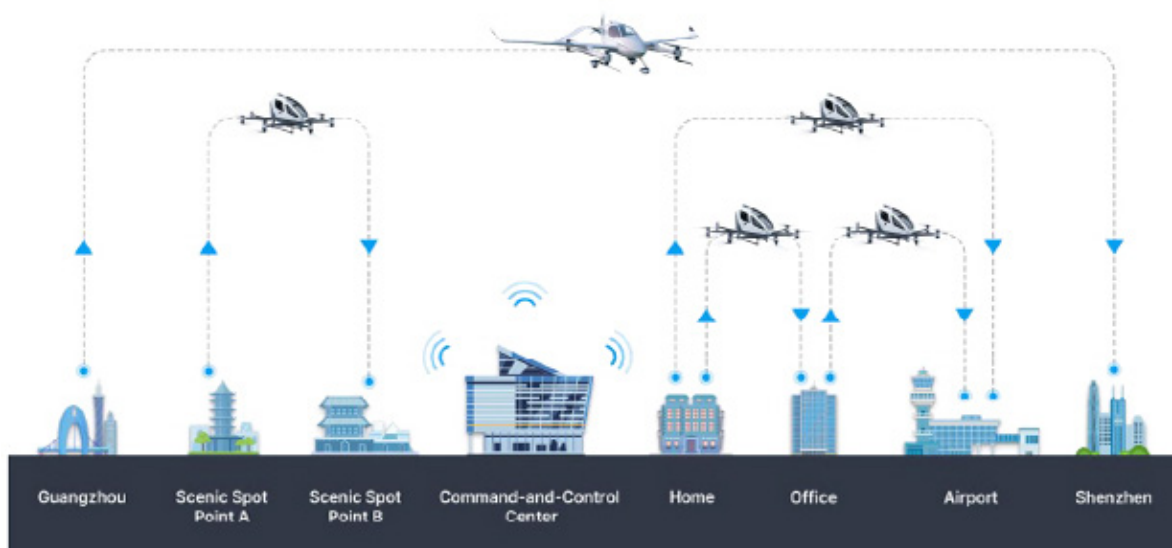 Guangzhou
Scenic Spot
Point A
Scenic Spot
Point B
Command-and-Control
Center
Home
Office
Airport
Shenzhen